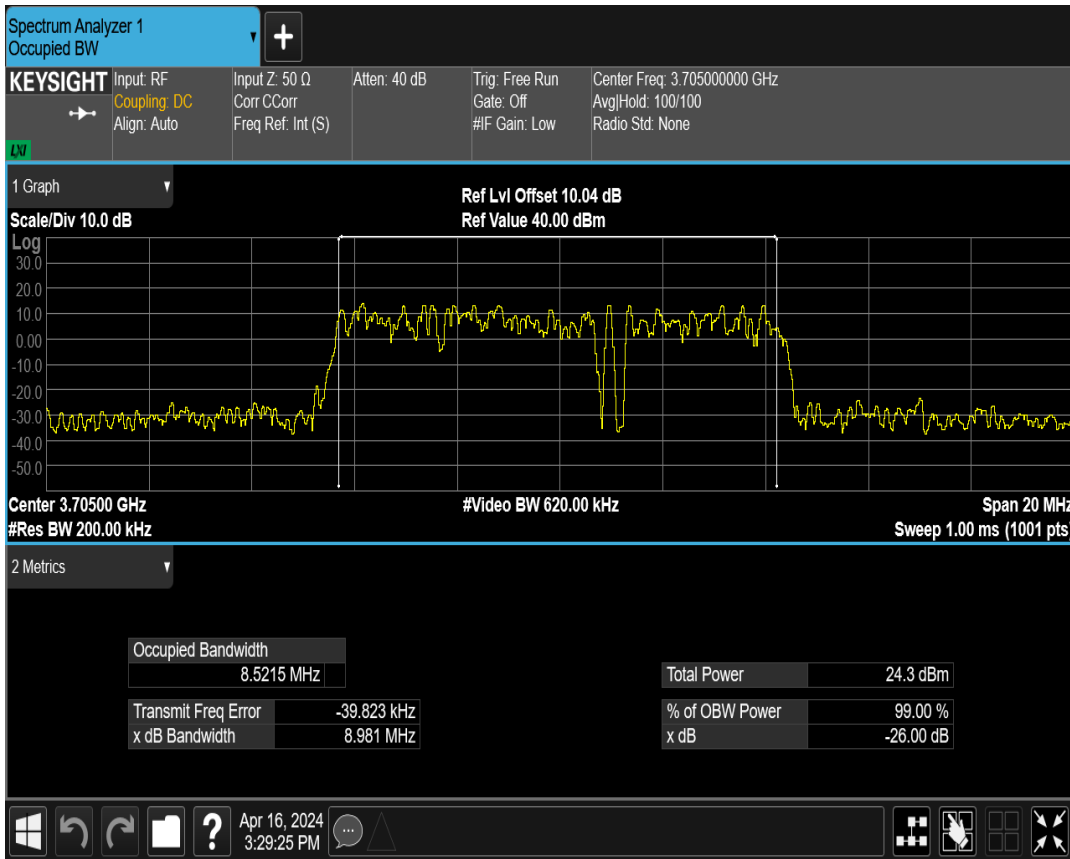 Spectrum Analyzer 1
Occupied BW
+
KEYSIGHT
LXI
Input: RF
Coupling: DC
Align: Auto
Input Z: 50 Ω
Corr CCorr
Freq Ref: Int (S)
Atten: 40 dB
Trig: Free Run
Gate: Off
#IF Gain: Low
Center Freq: 3.705000000 GHz
Avg|Hold: 100/100
Radio Std: None
1 Graph
Scale/Div 10.0 dB
Ref Lvl Offset 10.04 dB
Ref Value 40.00 dBm
Log
30.0
20.0
10.0
0.00
-10.0
-20.0
-30.0
-40.0
-50.0
Center 3.70500 GHz
#Video BW 620.00 kHz
Span 20 MHz
#Res BW 200.00 kHz
Sweep 1.00 ms (1001 pts)
2 Metrics
Occupied Bandwidth
8.5215 MHz
Total Power 24.3 dBm
Transmit Freq Error -39.823 kHz
% of OBW Power 99.00 %
x dB Bandwidth 8.981 MHz
x dB -26.00 dB
?
Apr 16, 2024
3:29:25 PM